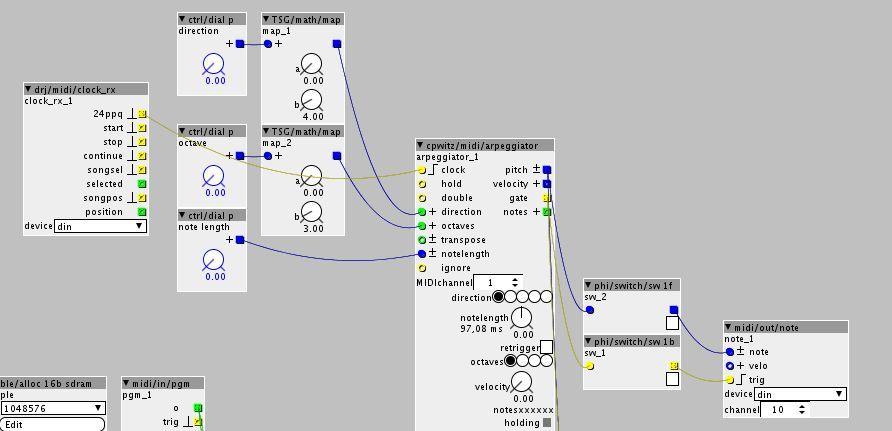 ▼ ctrl/dial p
direction
+
0.00
▼ TSG/math/map
map_1
+
a
0.00
b
4.00
▼ drj/midi/clock_rx
clock_rx_1
24ppq
start
stop
continue
songsel
selected
songpos
position
device din ▼
▼ ctrl/dial p
octave
+
0.00
▼ TSG/math/map
map_2
+
a
0.00
b
3.00
▼ ctrl/dial p
note length
+
0.00
▼ cpwitz/midi/arpeggiator
arpeggiator_1
clock pitch ±
hold velocity +
double gate
+ direction notes +
+ octaves
± transpose
± notelength
ignore
MIDIchannel 1
direction
notelength
97,08 ms 0.00
retrigger
octaves
velocity
0.00
notesxxxxxx
holding
▼ phi/switch/sw 1f
sw_2
▼ phi/switch/sw 1b
sw_1
▼ midi/out/note
note_1
± note
+ velo
trig
device din ▼
channel 10
ble/alloc 16b sdram
ple
1048576 ▼
Edit
▼ midi/in/pgm
pgm_1
o
trig